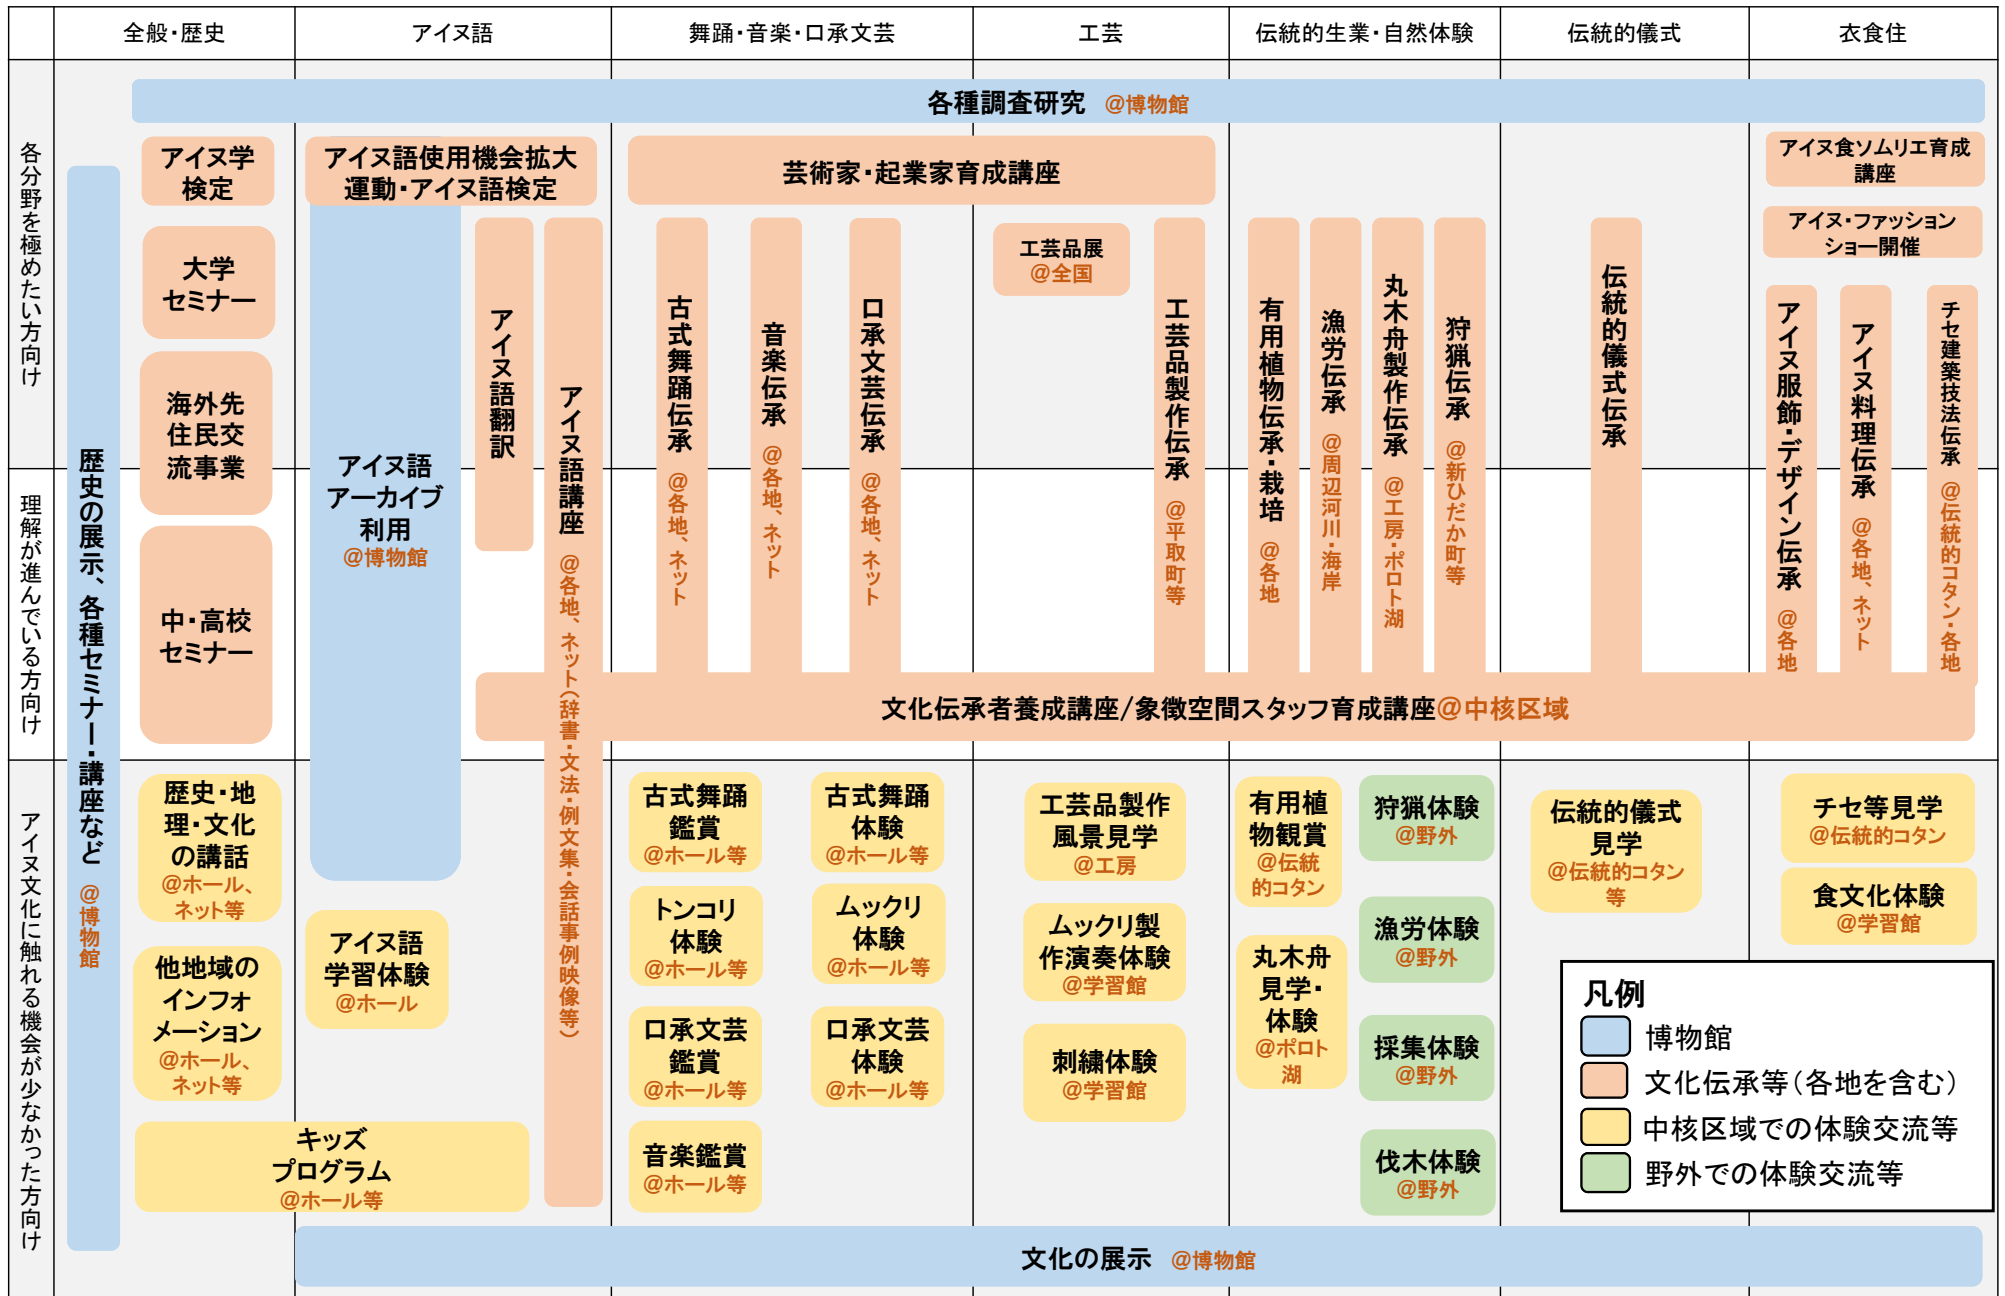 全般・歴史
アイヌ語
舞踊・音楽・口承文芸
工芸
伝統的生業・自然体験
伝統的儀式
衣食住
各分野を極めたい方向け
理解が進んでいる方向け
アイヌ文化に触れる機会が少なかった方向け
各種調査研究 @博物館
歴史の展示、各種セミナー・講座など @博物館
アイヌ学
検定
大学
セミナー
海外先
住民交
流事業
中・高校
セミナー
歴史・地
理・文化
の講話
@ホール、
ネット等
他地域の
インフォ
メーション
@ホール、
ネット等
キッズ
プログラム
@ホール等
アイヌ語使用機会拡大
運動・アイヌ語検定
アイヌ語
アーカイブ
利用
@博物館
アイヌ語翻訳
アイヌ語講座 @各地、ネット(辞書・文法・例文集・会話事例映像等)
アイヌ語
学習体験
@ホール
芸術家・起業家育成講座
古式舞踊伝承 @各地、ネット
音楽伝承 @各地、ネット
口承文芸伝承 @各地、ネット
工芸品展
@全国
工芸品製作伝承 @平取町等
有用植物伝承・栽培 @各地
漁労伝承 @周辺河川・海岸
丸木舟製作伝承 @工房・ポロト湖
狩猟伝承 @新ひだか町等
伝統的儀式伝承
アイヌ食ソムリエ育成
講座
アイヌ・ファッション
ショー開催
アイヌ服飾・デザイン伝承 @各地
アイヌ料理伝承 @各地、ネット
チセ建築技法伝承 @伝統的コタン・各地
文化伝承者養成講座/象徴空間スタッフ育成講座@中核区域
古式舞踊
鑑賞
@ホール等
古式舞踊
体験
@ホール等
トンコリ
体験
@ホール等
ムックリ
体験
@ホール等
口承文芸
鑑賞
@ホール等
口承文芸
体験
@ホール等
音楽鑑賞
@ホール等
工芸品製作
風景見学
@工房
ムックリ製
作演奏体験
@学習館
刺繍体験
@学習館
有用植
物観賞
@伝統
的コタン
丸木舟
見学・
体験
@ポロト
湖
狩猟体験
@野外
漁労体験
@野外
採集体験
@野外
伐木体験
@野外
伝統的儀式
見学
@伝統的コタン
等
チセ等見学
@伝統的コタン
食文化体験
@学習館
文化の展示 @博物館
凡例
博物館
文化伝承等(各地を含む)
中核区域での体験交流等
野外での体験交流等